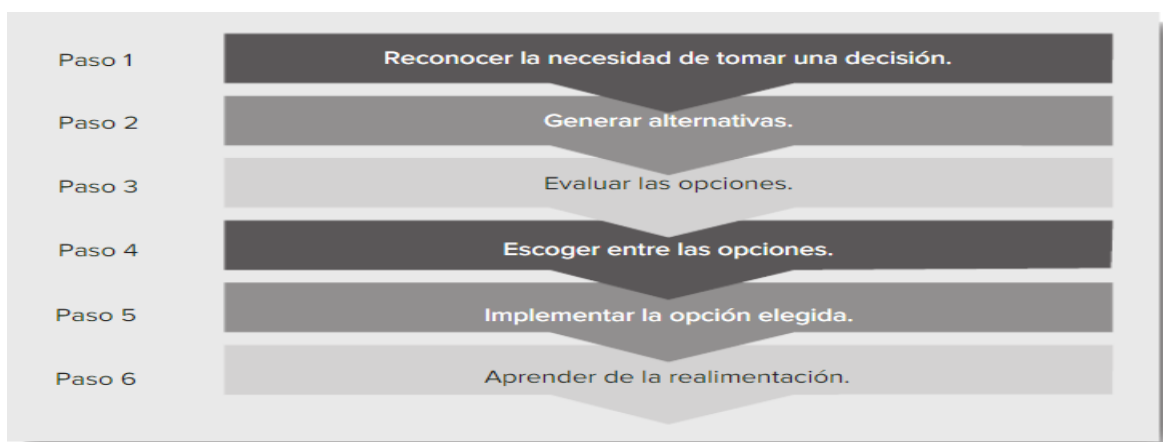 Paso 1 Reconocer la necesidad de tomar una decisión.
Paso 2 Generar alternativas.
Paso 3 Evaluar las opciones.
Paso 4 Escoger entre las opciones.
Paso 5 Implementar la opción elegida.
Paso 6 Aprender de la realimentación.